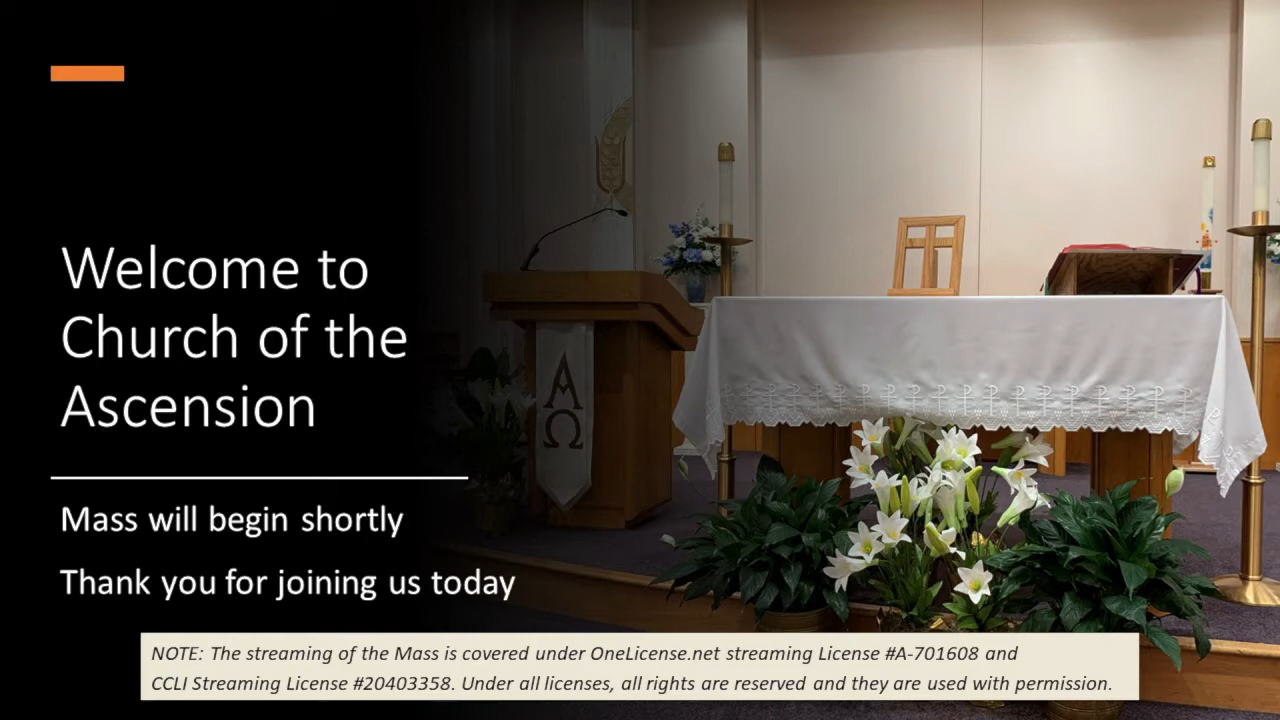 Welcome to
Church of the
Ascension
Mass will begin shortly
Thank you for joining us today
Α
Ω
NOTE: The streaming of the Mass is covered under OneLicense.net streaming License #A-701608 and
CCLI Streaming License #20403358. Under all licenses, all rights are reserved and they are used with permission.